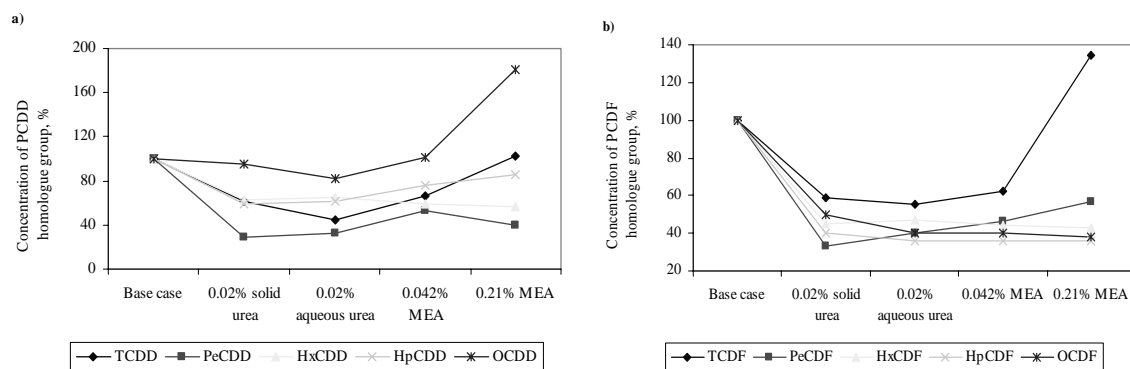 a)
Concentration of PCDD
homologue group, %
200
160
120
80
40
0
Base case
0.02% solid
urea
0.02%
aqueous urea
0.042%
MEA
0.21% MEA
TCDD PeCDD HxCDD HpCDD OCDD
b)
Concentration of PCDF
homologue group, %
140
120
100
80
60
40
20
Base case
0.02% solid
urea
0.02%
aqueous urea
0.042% MEA
0.21% MEA
TCDF PeCDF HxCDF HpCDF OCDF